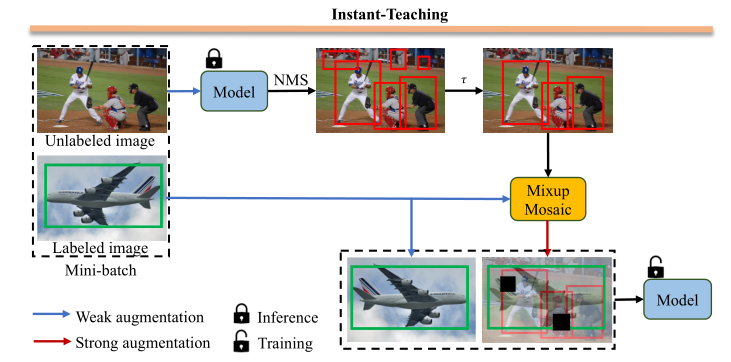 Instant-Teaching
Model
NMS
τ
Unlabeled image
Mixup
Mosaic
Labeled image
Mini-batch
Model
Weak augmentation
Inference
Strong augmentation
Training